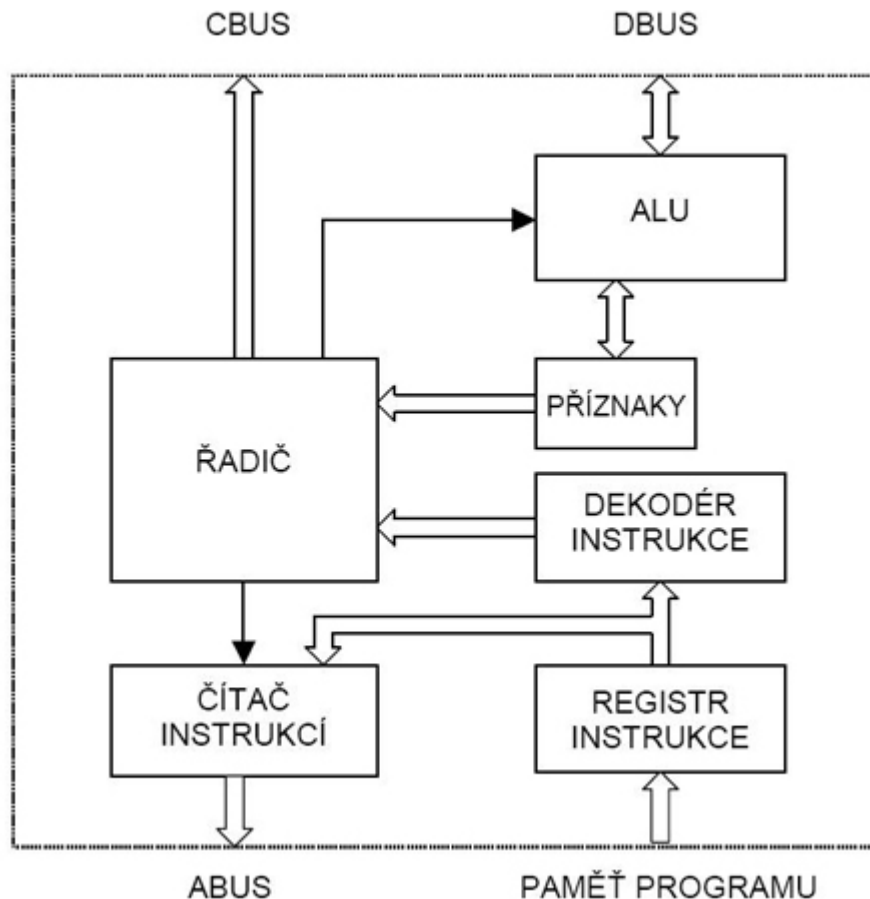 CBUS
DBUS
ALU
PŘÍZNAKY
ŘADIČ
DEKODÉR
INSTRUKCE
ČÍTAČ
INSTRUKCÍ
REGISTR
INSTRUKCE
ABUS
PAMĚŤ PROGRAMU